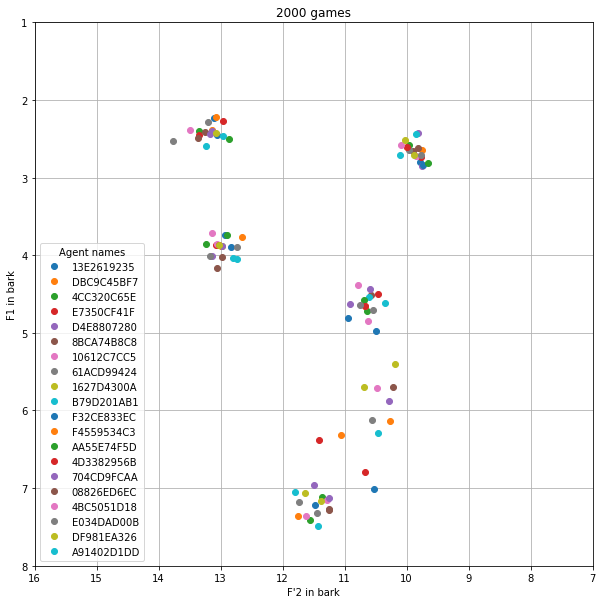 2000 games
1
2
3
4
5
6
7
8
F1 in bark
Agent names
13E2619235
DBC9C45BF7
4CC320C65E
E7350CF41F
D4E8807280
8BCA74B8C8
10612C7CC5
61ACD99424
1627D4300A
B79D201AB1
F32CE833EC
F4559534C3
AA55E74F5D
4D3382956B
704CD9FCAA
08826ED6EC
4BC5051D18
E034DAD00B
DF981EA326
A91402D1DD
16 15 14 13 12 11 10 9 8 7
F'2 in bark